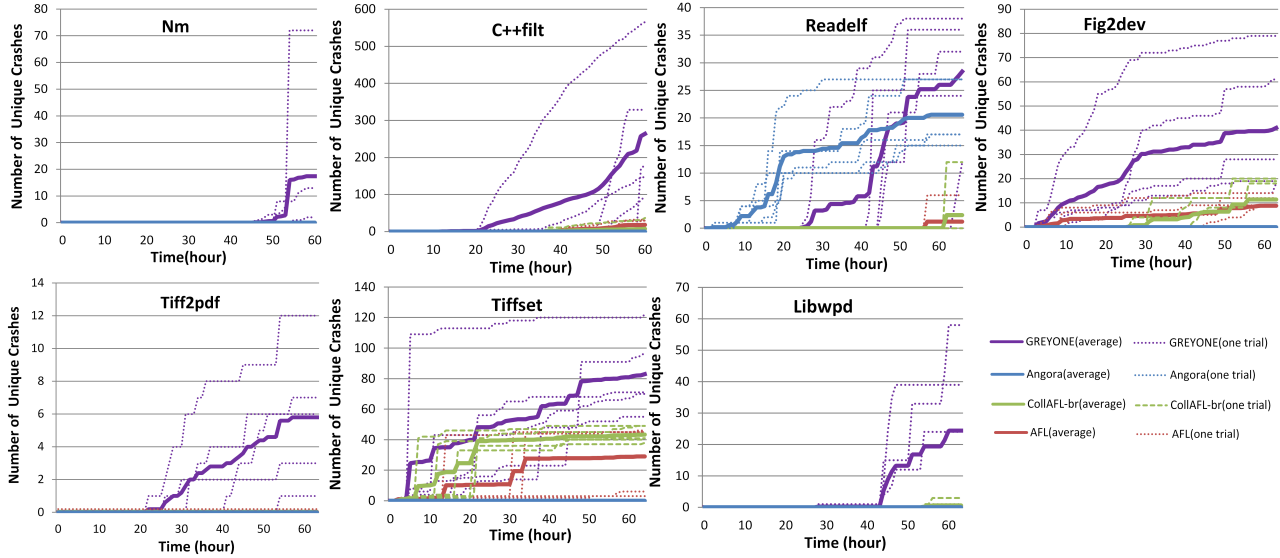 Nm
Number of Unique Crashes
80
70
60
50
40
30
20
10
0
0 10 20 30 40 50 60
Time(hour)
C++filt
Number of Unique Crashes
600
500
400
300
200
100
0
0 10 20 30 40 50 60
Time (hour)
Readelf
Number of Unique Crashes
40
35
30
25
20
15
10
5
0
0 10 20 30 40 50 60
Time (hour)
Fig2dev
Number of Unique Crashes
90
80
70
60
50
40
30
20
10
0
0 10 20 30 40 50 60
Time (hour)
Tiff2pdf
Number of Unique Crashes
14
12
10
8
6
4
2
0
0 10 20 30 40 50 60
Time (hour)
Tiffset
Number of Unique Crashes
140
120
100
80
60
40
20
0
0 10 20 30 40 50 60
Time (hour)
Libwpd
Number of Unique Crashes
70
60
50
40
30
20
10
0
0 10 20 30 40 50 60
Time (hour)
GREYONE(average) GREYONE(one trial)
Angora(average) Angora(one trial)
CollAFL-br(average) CollAFL-br(one trial)
AFL(average) AFL(one trial)